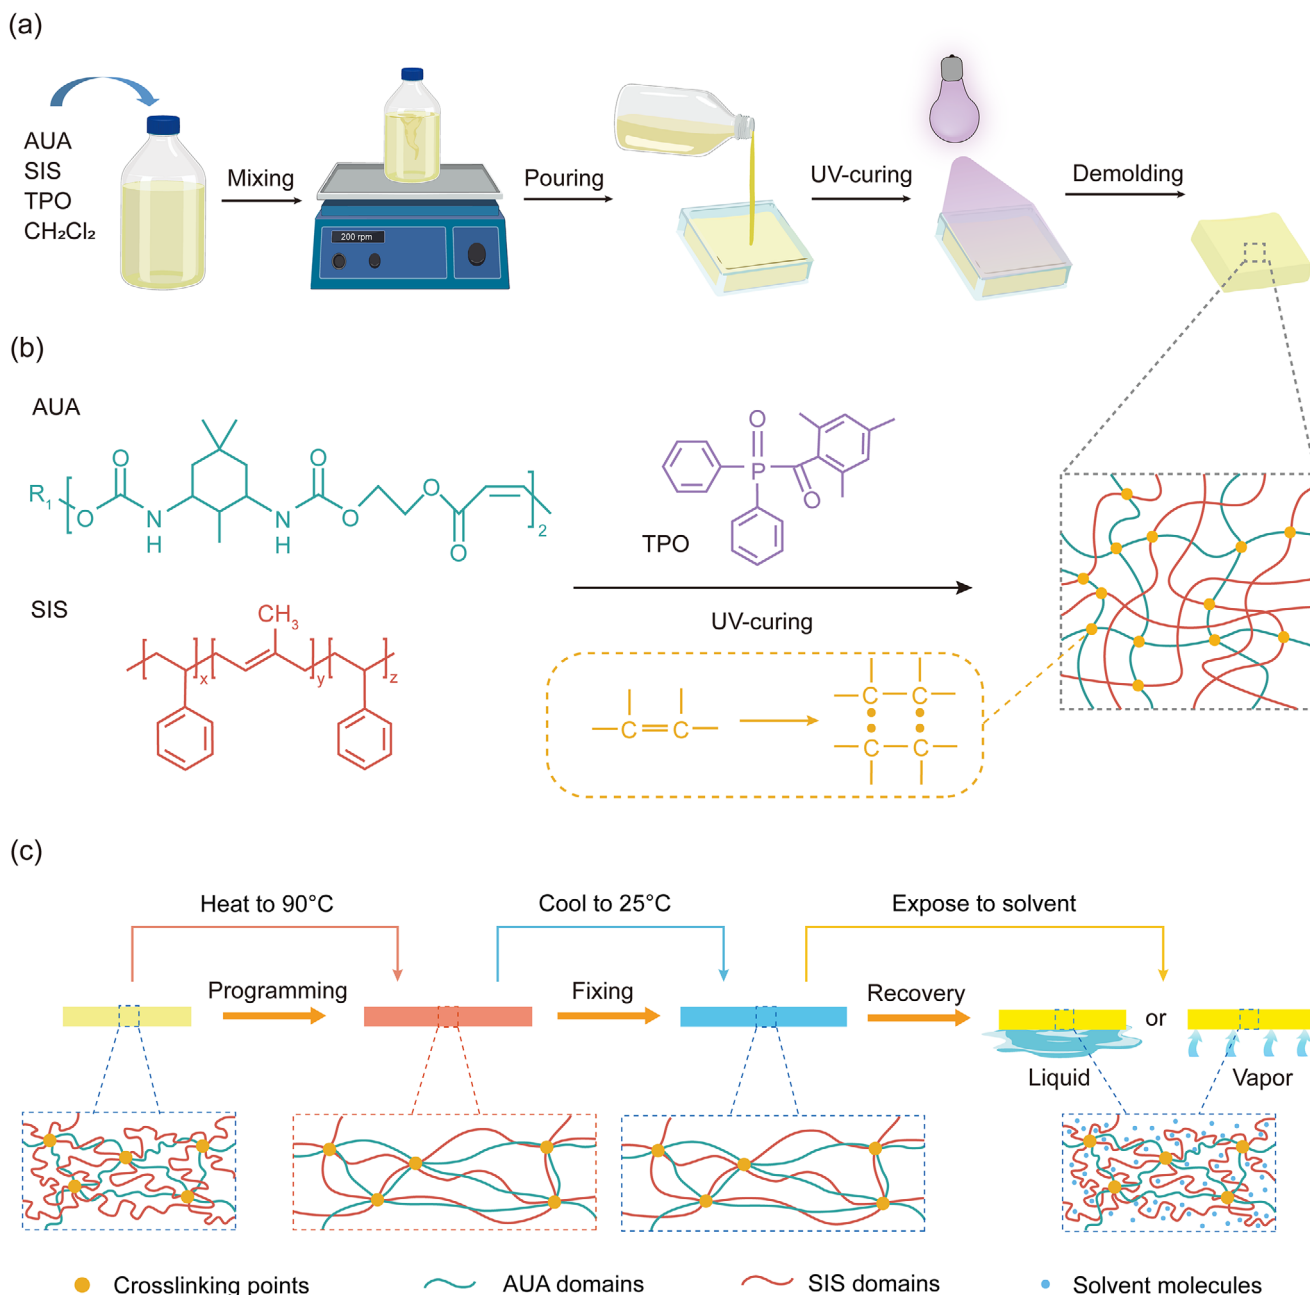 (a)
AUA
SIS
TPO
CH₂Cl₂
Mixing
200 rpm
Pouring
UV-curing
Demolding
(b)
AUA
R₁
O
O
N
H
N
H
O
O
O
O
2
TPO
O
P
O
SIS
CH₃
x
y
z
UV-curing
C
C
C
C
C
C
(c)
Heat to 90°C
Cool to 25°C
Expose to solvent
Programming
Fixing
Recovery
or
Liquid
Vapor
Crosslinking points
AUA domains
SIS domains
Solvent molecules